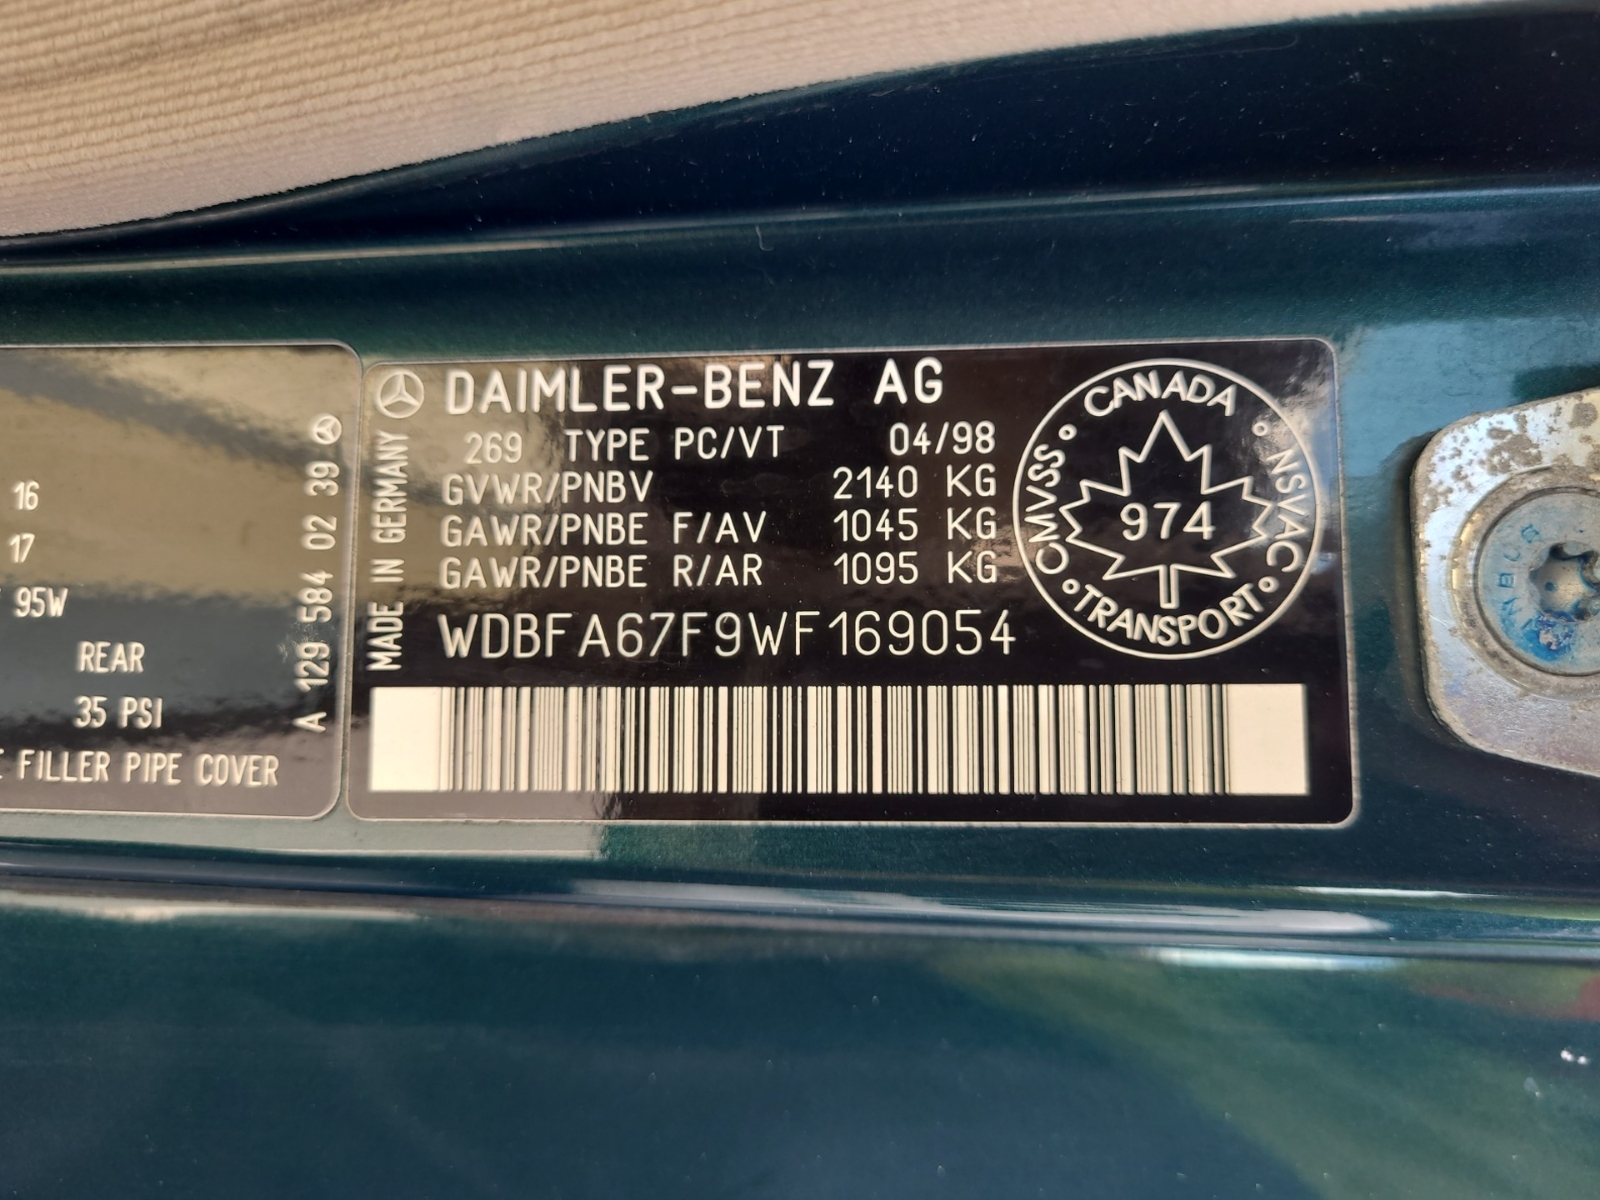 16
17
95W
REAR
35 PSI
FILLER PIPE COVER
A 129 584 02 39
MADE IN GERMANY
DAIMLER-BENZ AG
269 TYPE PC/VT 04/98
GVWR/PNBV 2140 KG
GAWR/PNBE F/AV 1045 KG
GAWR/PNBE R/AR 1095 KG
WDBFA67F9WF169054
CANADA
CMVSS
NSVAC
974
TRANSPORT